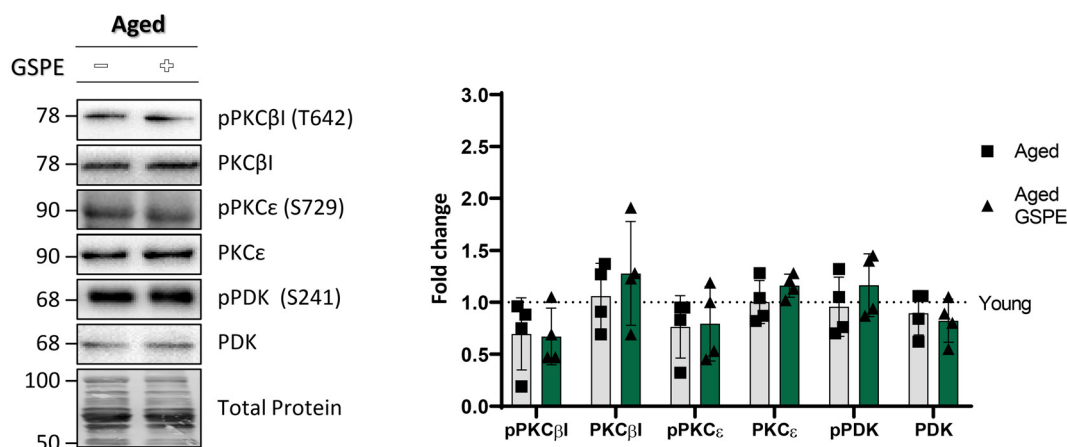 Aged
GSPE − +
78 pPKCβI (T642)
78 PKCβI
90 pPKCε (S729)
90 PKCε
68 pPDK (S241)
68 PDK
100
Total Protein
50
Fold change
3.0
2.5
2.0
1.5
1.0
0.5
0.0
pPKCβI PKCβI pPKCε PKCε pPDK PDK
Aged
Aged
GSPE
Young